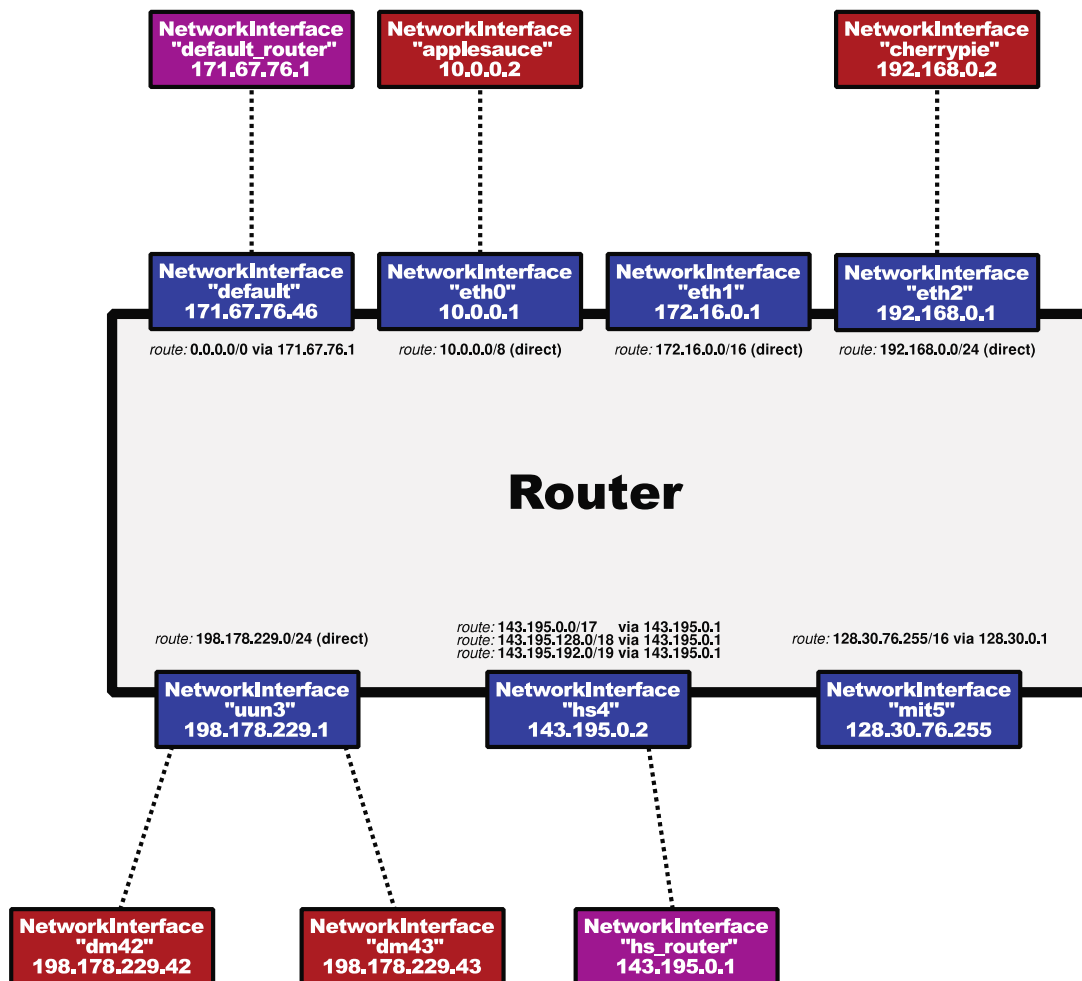 NetworkInterface
"default_router"
171.67.76.1
NetworkInterface
"applesauce"
10.0.0.2
NetworkInterface
"cherrypie"
192.168.0.2
NetworkInterface
"default"
171.67.76.46
NetworkInterface
"eth0"
10.0.0.1
NetworkInterface
"eth1"
172.16.0.1
NetworkInterface
"eth2"
192.168.0.1
route: 0.0.0.0/0 via 171.67.76.1
route: 10.0.0.0/8 (direct)
route: 172.16.0.0/16 (direct)
route: 192.168.0.0/24 (direct)
Router
route: 198.178.229.0/24 (direct)
route: 143.195.0.0/17 via 143.195.0.1
route: 143.195.128.0/18 via 143.195.0.1
route: 143.195.192.0/19 via 143.195.0.1
route: 128.30.76.255/16 via 128.30.0.1
NetworkInterface
"uun3"
198.178.229.1
NetworkInterface
"hs4"
143.195.0.2
NetworkInterface
"mit5"
128.30.76.255
NetworkInterface
"dm42"
198.178.229.42
NetworkInterface
"dm43"
198.178.229.43
NetworkInterface
"hs_router"
143.195.0.1